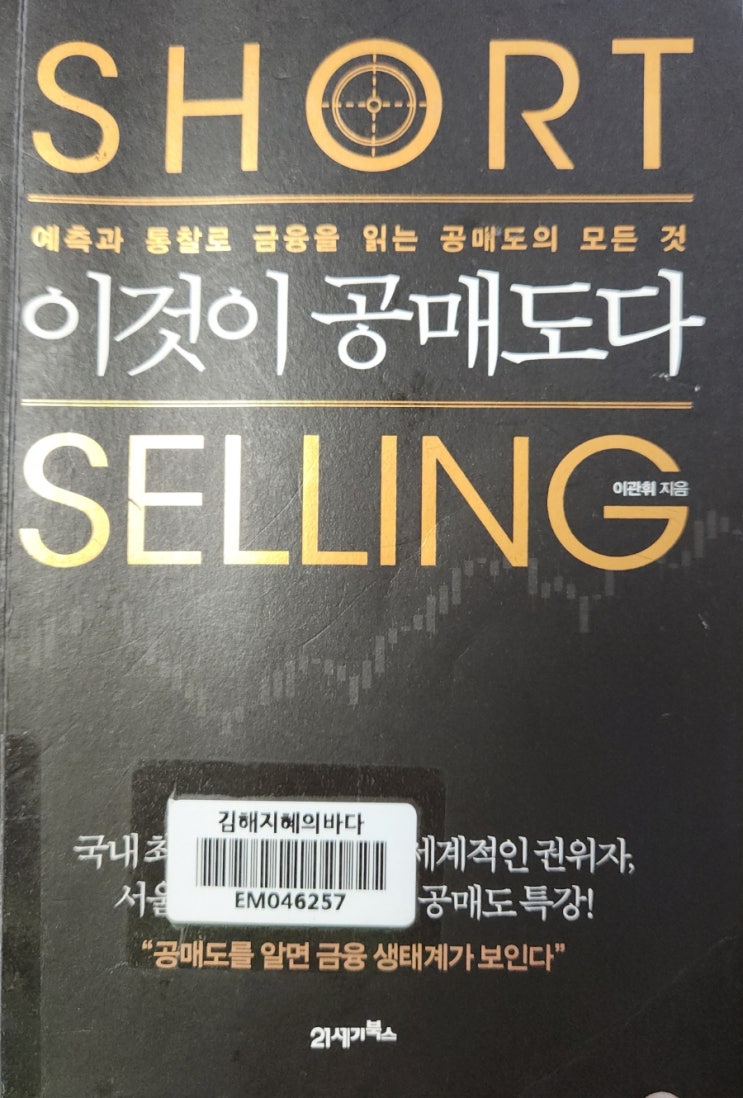 SHORT
예측과 통찰로 금융을 읽는 공매도의 모든 것
이것이 공매도다
SELLING
이관휘 지음
김해지혜의바다
EM046257
국내 최 세계적인 권위자,
서울 공매도 특강!
“공매도를 알면 금융 생태계가 보인다”
21세기북스